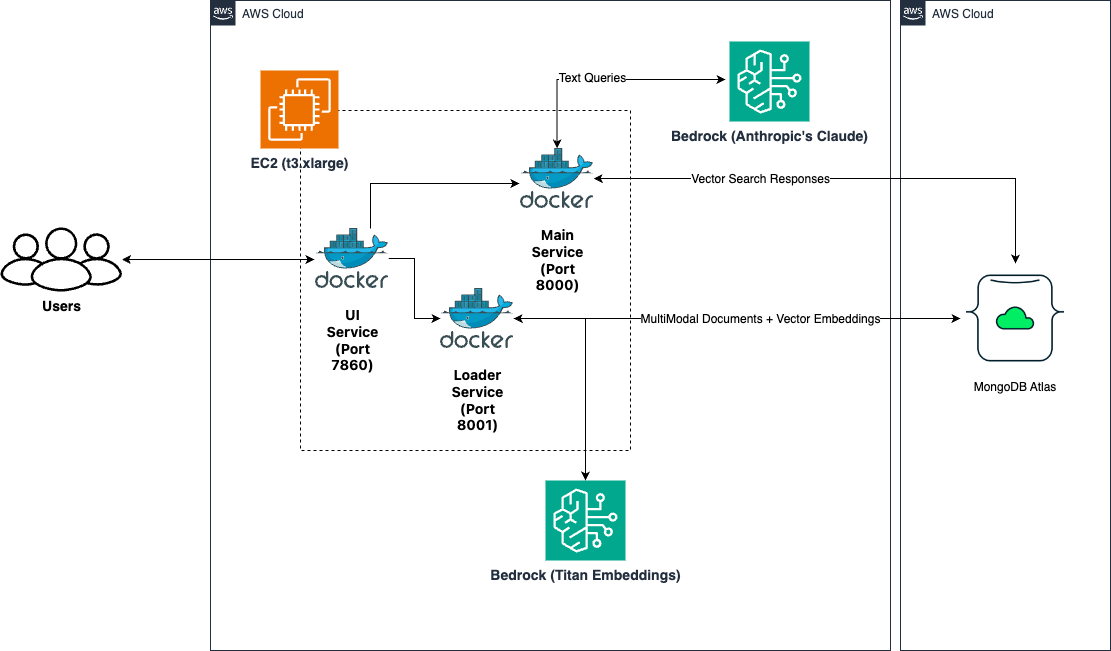 aws
AWS Cloud
aws
AWS Cloud
Text Queries
Bedrock (Anthropic's Claude)
EC2 (t3.xlarge)
docker
Vector Search Responses
Main
Service
(Port
8000)
docker
Users
UI
Service
(Port
7860)
docker
MultiModal Documents + Vector Embeddings
Loader
Service
(Port
8001)
MongoDB Atlas
Bedrock (Titan Embeddings)